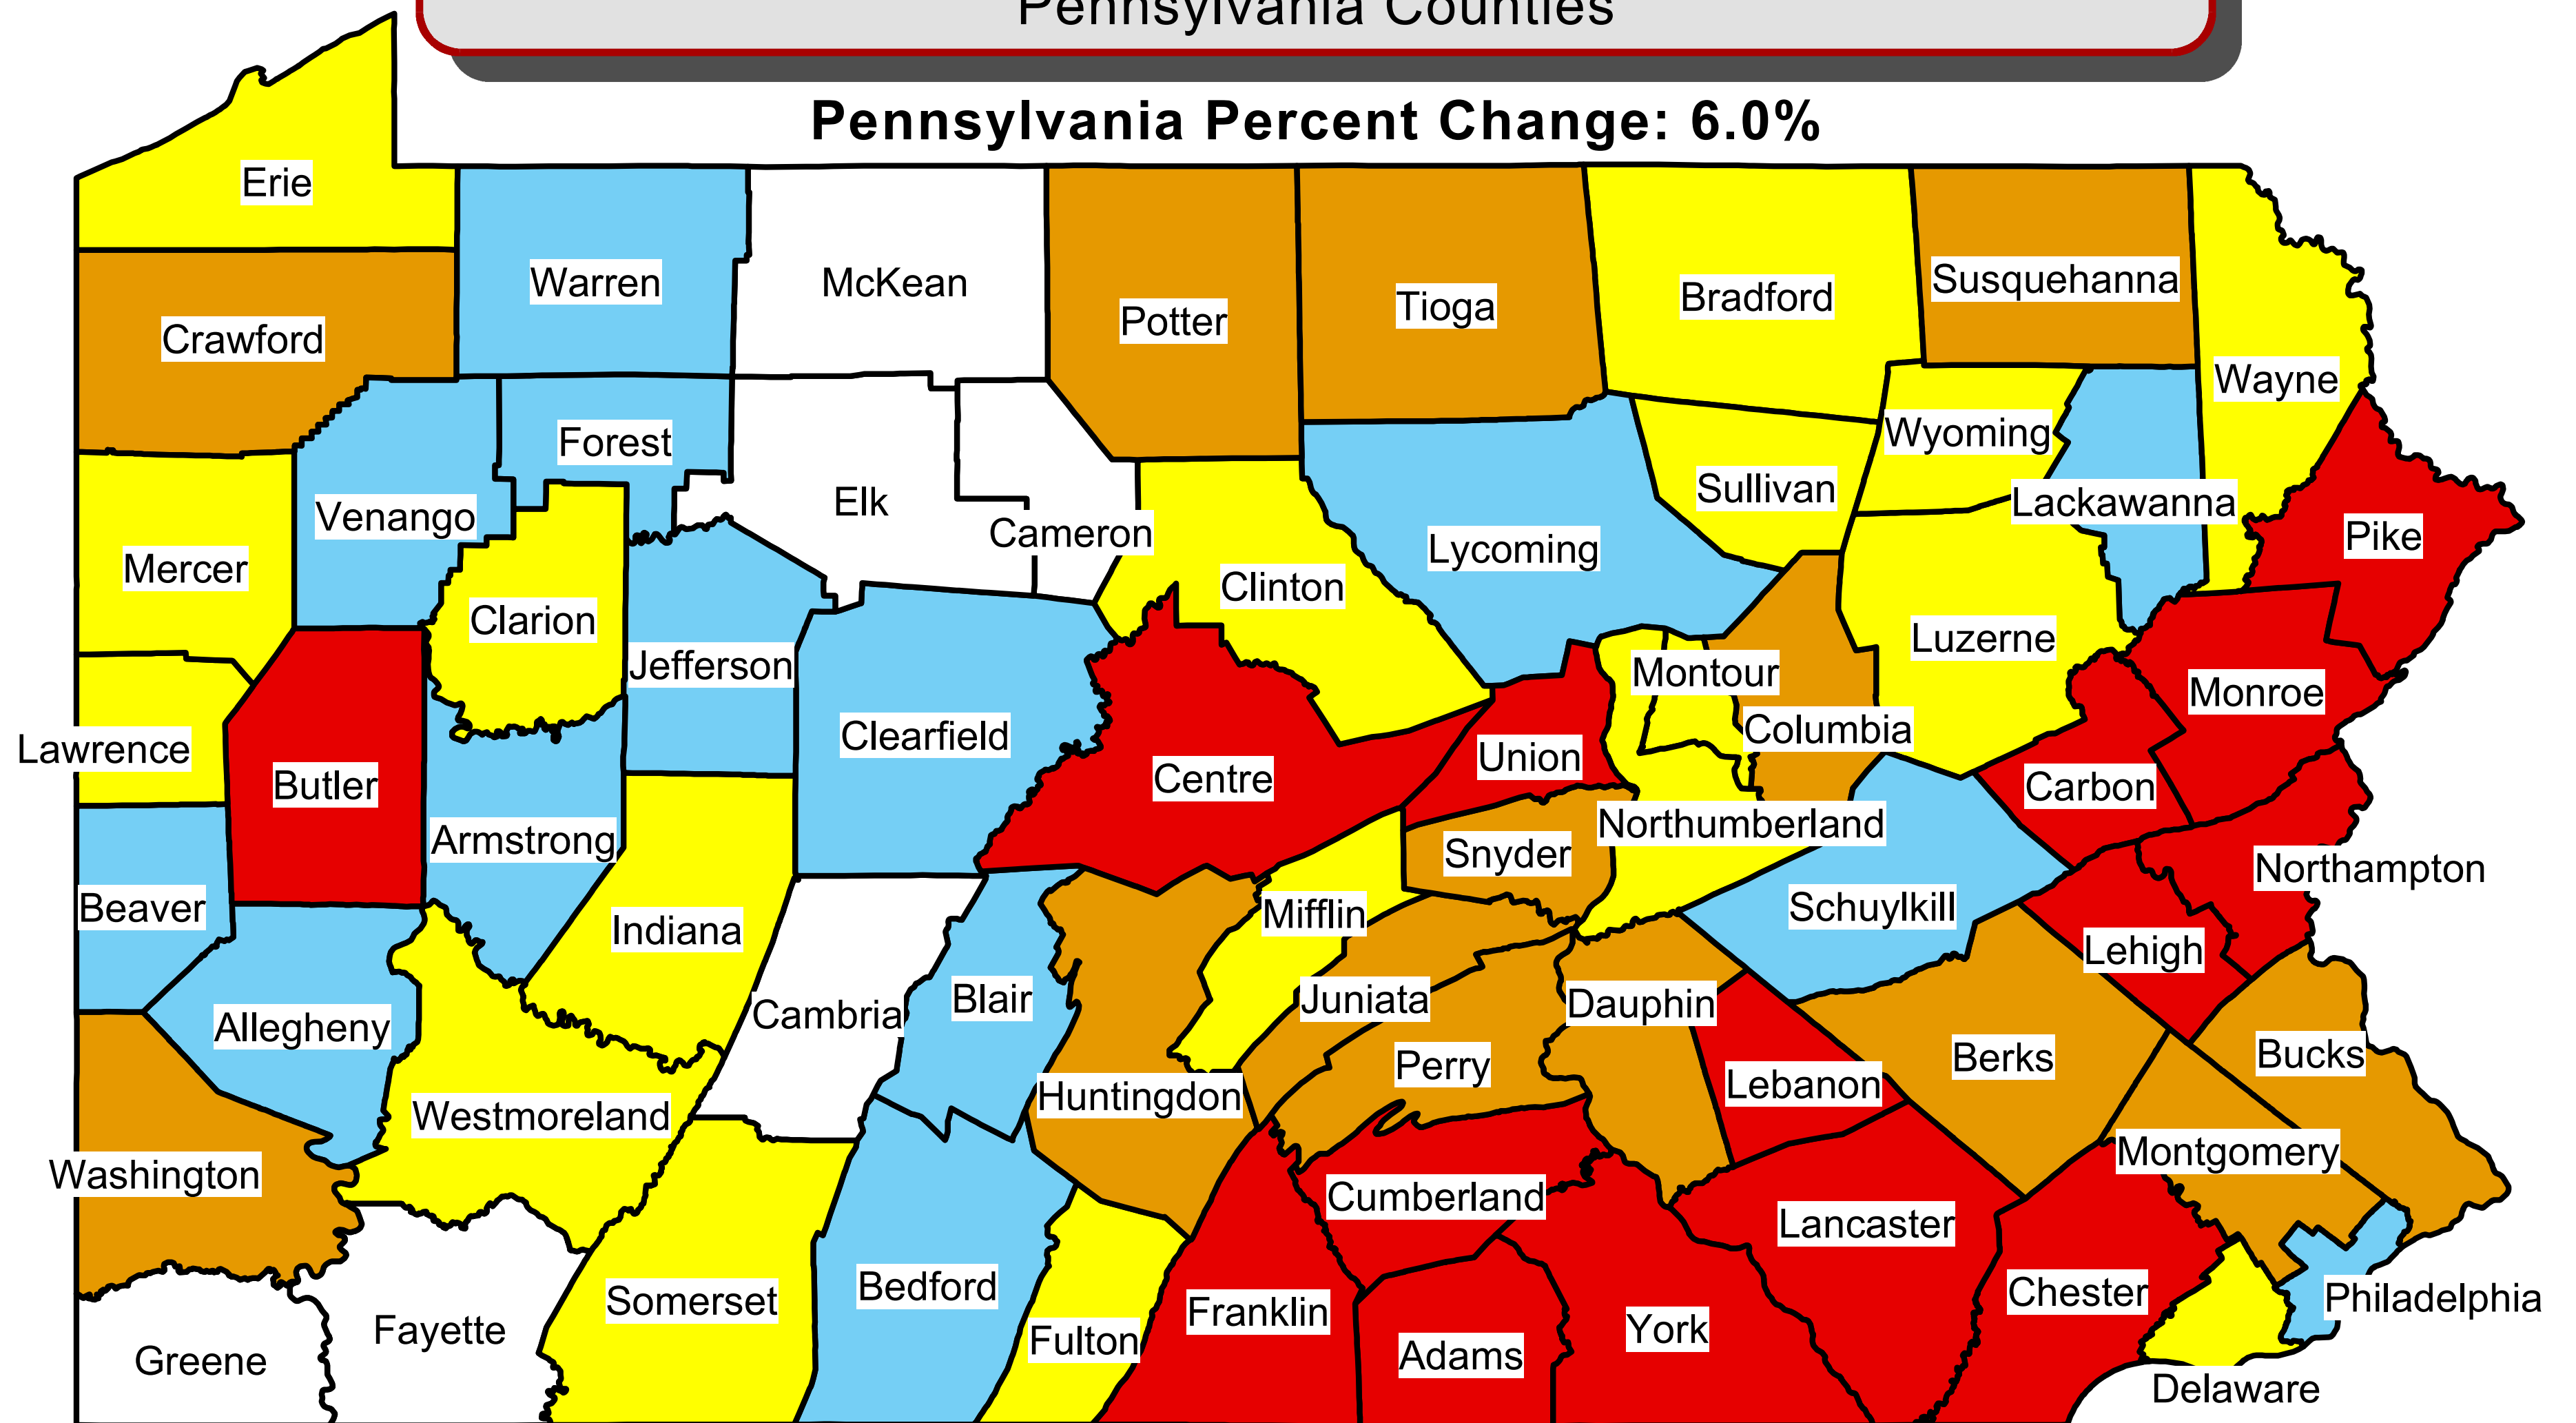 Pennsylvania Counties
Pennsylvania Percent Change: 6.0%
Erie
Warren
McKean
Potter
Tioga
Bradford
Susquehanna
Wayne
Crawford
Forest
Venango
Elk
Cameron
Wyoming
Sullivan
Lackawanna
Pike
Mercer
Clarion
Jefferson
Clinton
Lycoming
Luzerne
Monroe
Montour
Columbia
Lawrence
Butler
Clearfield
Centre
Union
Carbon
Armstrong
Snyder
Northumberland
Northampton
Beaver
Indiana
Mifflin
Schuylkill
Lehigh
Allegheny
Cambria
Blair
Juniata
Dauphin
Berks
Bucks
Westmoreland
Huntingdon
Perry
Lebanon
Montgomery
Washington
Cumberland
Lancaster
Somerset
Bedford
Franklin
Chester
Philadelphia
Greene
Fayette
Fulton
Adams
York
Delaware